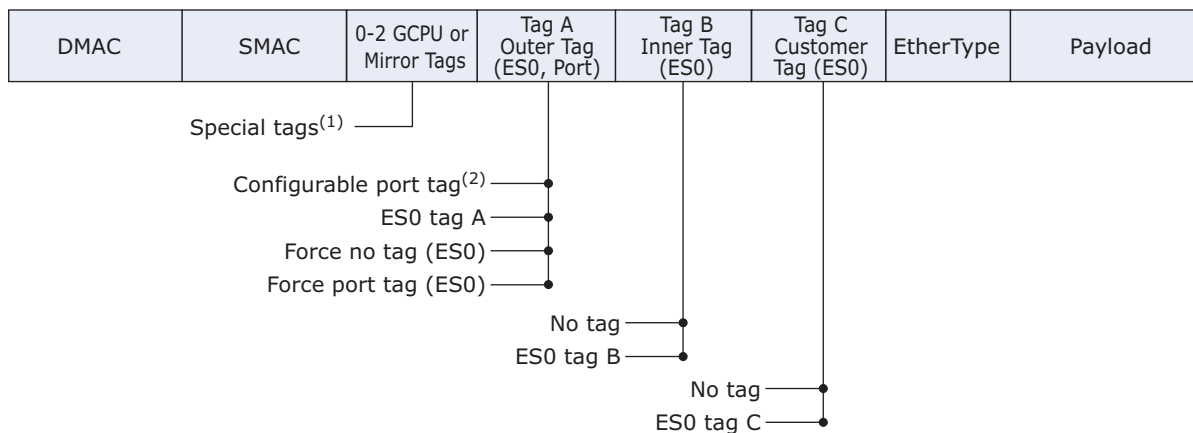 DMAC
SMAC
0-2 GCPU or
Mirror Tags
Tag A
Outer Tag
(ES0, Port)
Tag B
Inner Tag
(ES0)
Tag C
Customer
Tag (ES0)
EtherType
Payload
Special tags(1)
Configurable port tag(2)
ES0 tag A
Force no tag (ES0)
Force port tag (ES0)
No tag
ES0 tag B
No tag
ES0 tag C